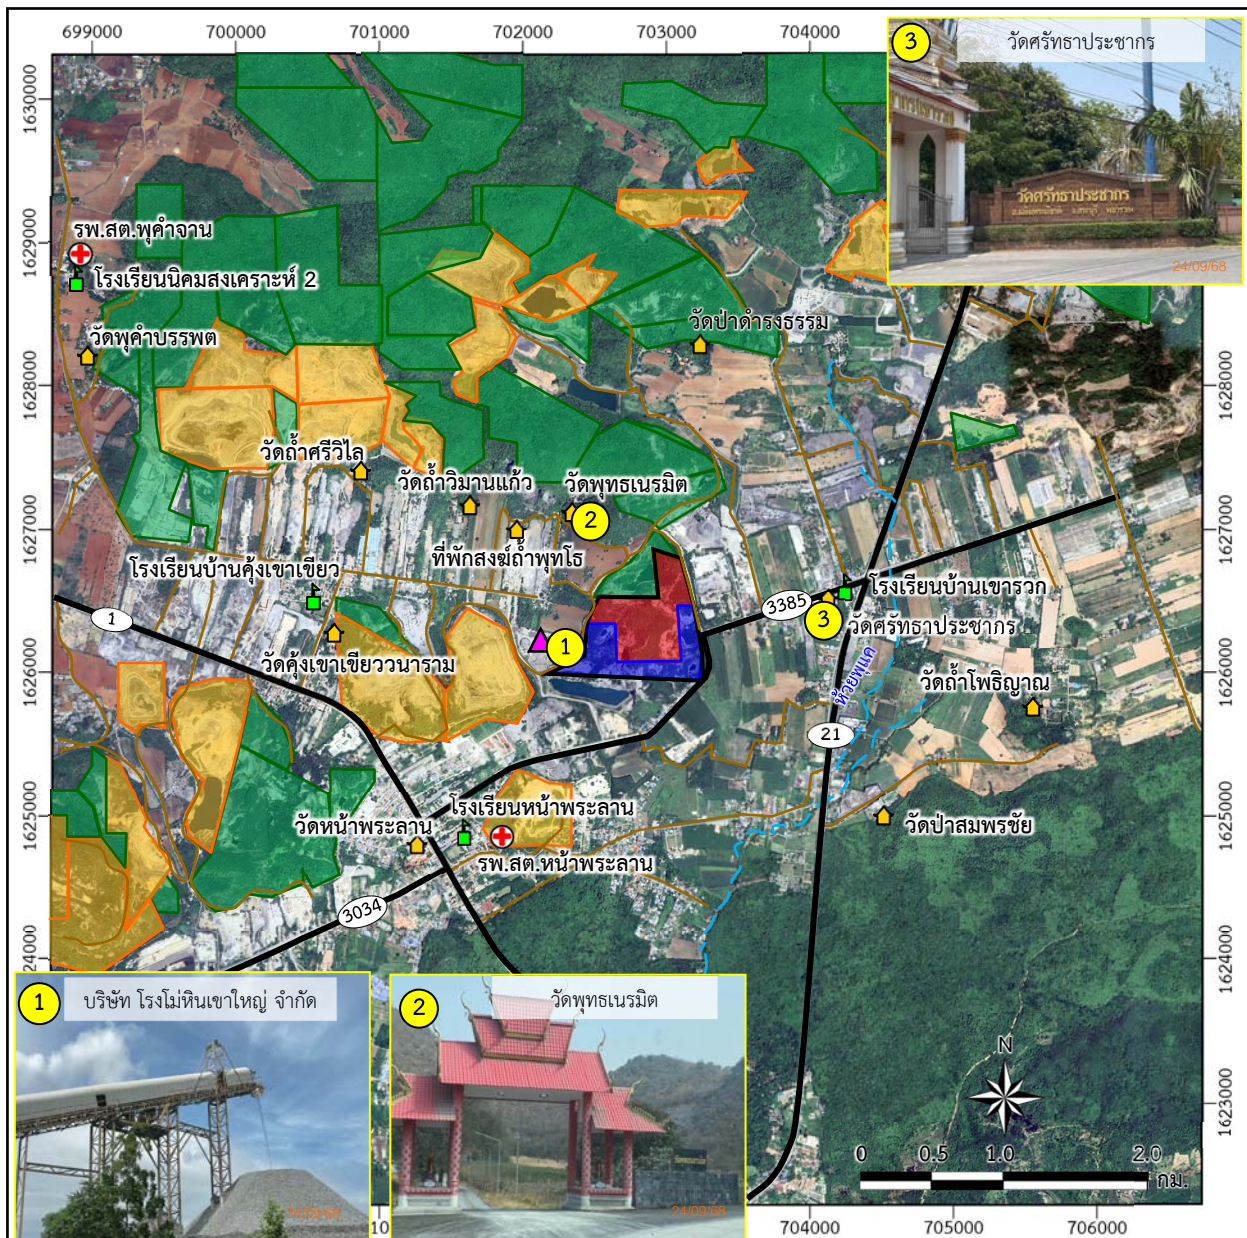 699000
700000
701000
702000
703000
704000
3
วัดศรัทธาประชากร
วัดศรัทธาประชากร
24/09/68
1630000
1629000
1628000
1627000
1626000
1625000
24000
รพ.สต.พุคำจาน
โรงเรียนนิคมสงเคราะห์ 2
วัดพุคำบรรพต
วัดป่าดำรงธรรม
วัดถ้ำศรีวิไล
วัดถ้ำวิมานแก้ว
วัดพุทธเนรมิต
2
ที่พักสงฆ์ถ้ำพุทโธ
โรงเรียนบ้านคุ้งเขาเขียว
โรงเรียนบ้านเขารวก
3385
1
3
วัดศรัทธาประชากร
1
วัดคุ้งเขาเขียววนาราม
ห้วยพุแค
วัดถ้ำโพธิญาณ
21
โรงเรียนหน้าพระลาน
วัดหน้าพระลาน
วัดป่าสมพรชัย
รพ.สต.หน้าพระลาน
3034
1628000
1627000
1626000
1625000
1624000
1623000
1
บริษัท โรงโม่หินเขาใหญ่ จำกัด
24/09/68
2
วัดพุทธเนรมิต
24/09/68
N
0 0.5 1.0 2.0
กม.
10
704000
705000
706000